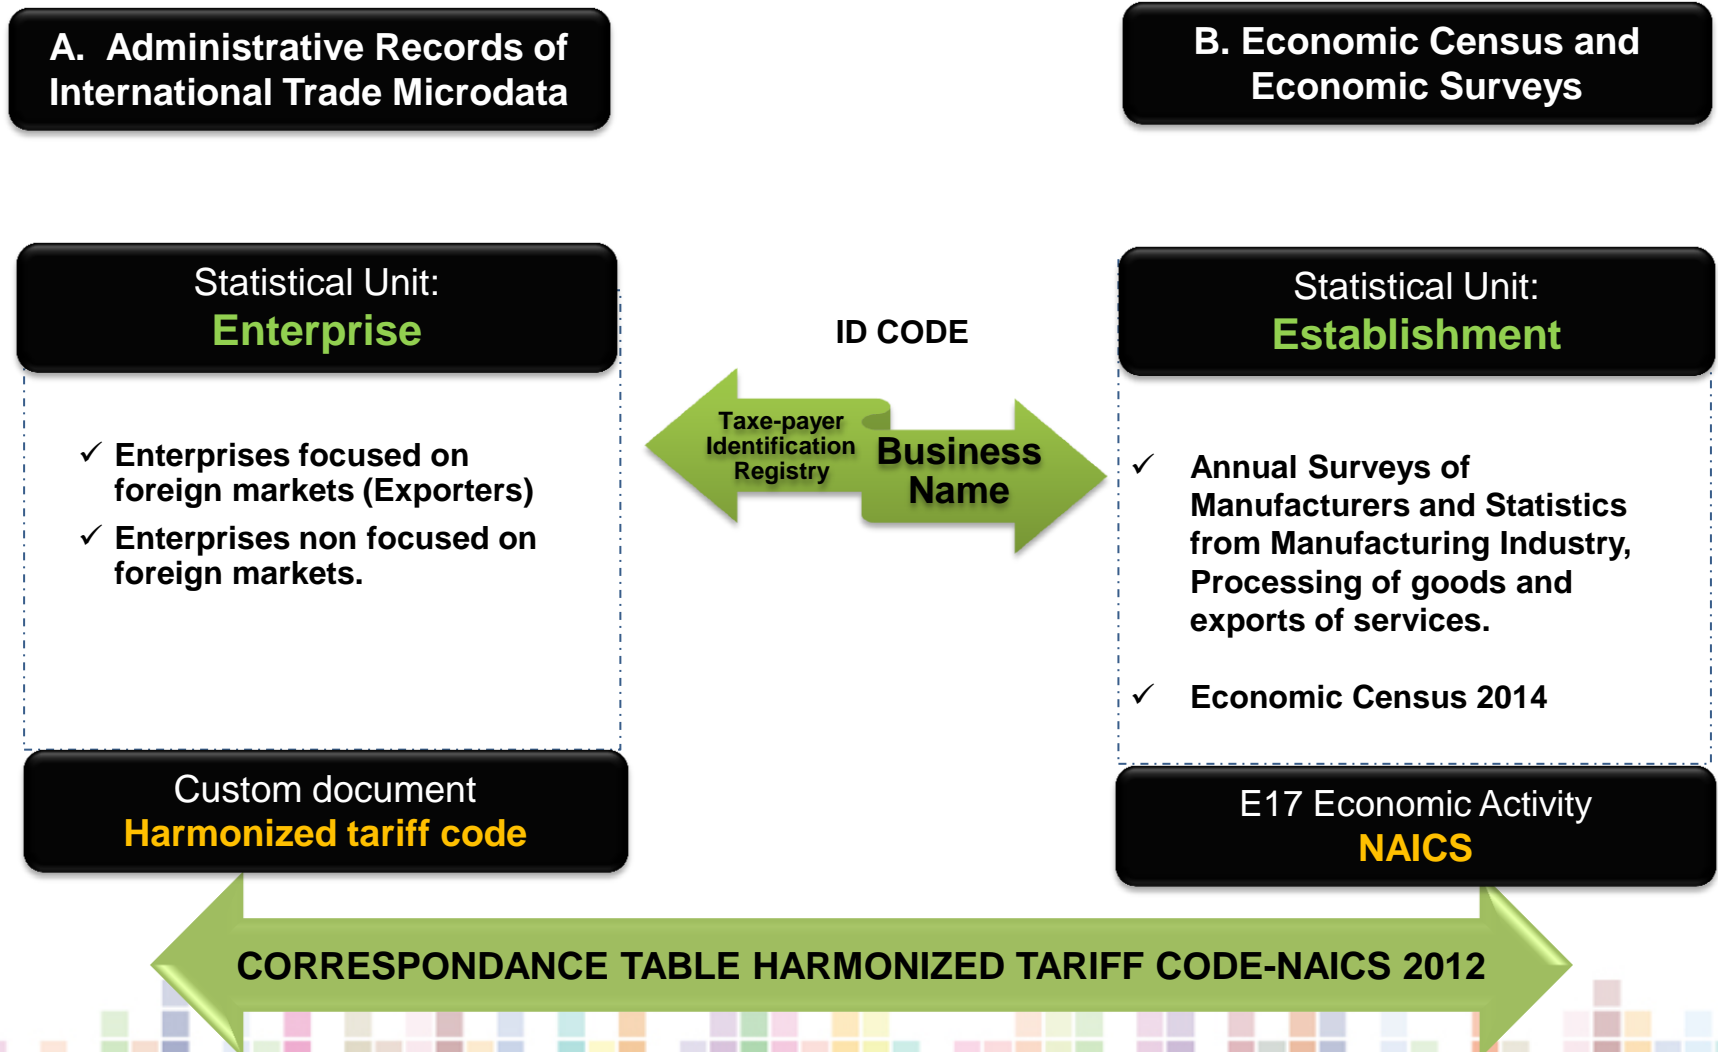 A.  Administrative Records of
International Trade Microdata
B. Economic Census and
Economic Surveys
Statistical Unit:
Enterprise
✓ Enterprises focused on
foreign markets (Exporters)
✓ Enterprises non focused on
foreign markets.
Custom document
Harmonized tariff code
ID CODE
Taxe-payer
Identification
Registry
Business
Name
Statistical Unit:
Establishment
✓ Annual Surveys of
Manufacturers and Statistics
from Manufacturing Industry,
Processing of goods and
exports of services.
✓ Economic Census 2014
E17 Economic Activity
NAICS
CORRESPONDANCE TABLE HARMONIZED TARIFF CODE-NAICS 2012